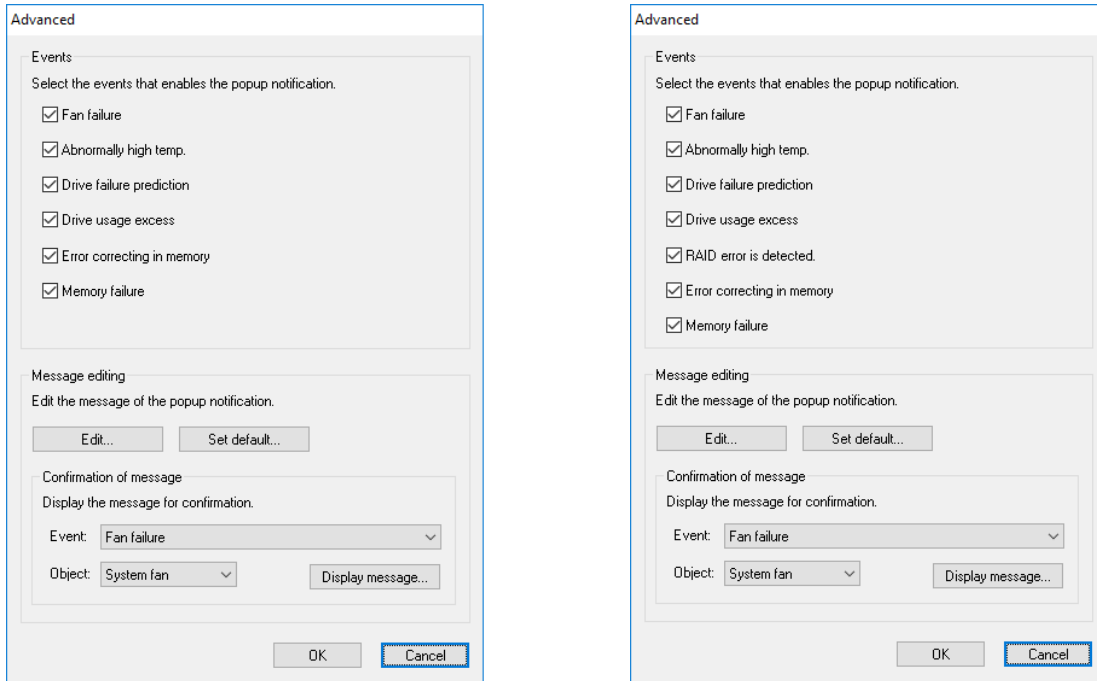 Advanced
Events
Select the events that enables the popup notification.
Fan failure
Abnormally high temp.
Drive failure prediction
Drive usage excess
Error correcting in memory
Memory failure
Message editing
Edit the message of the popup notification.
Edit... Set default...
Confirmation of message
Display the message for confirmation.
Event: Fan failure
Object: System fan Display message...
OK Cancel
Advanced
Events
Select the events that enables the popup notification.
Fan failure
Abnormally high temp.
Drive failure prediction
Drive usage excess
RAID error is detected.
Error correcting in memory
Memory failure
Message editing
Edit the message of the popup notification.
Edit... Set default...
Confirmation of message
Display the message for confirmation.
Event: Fan failure
Object: System fan Display message...
OK Cancel